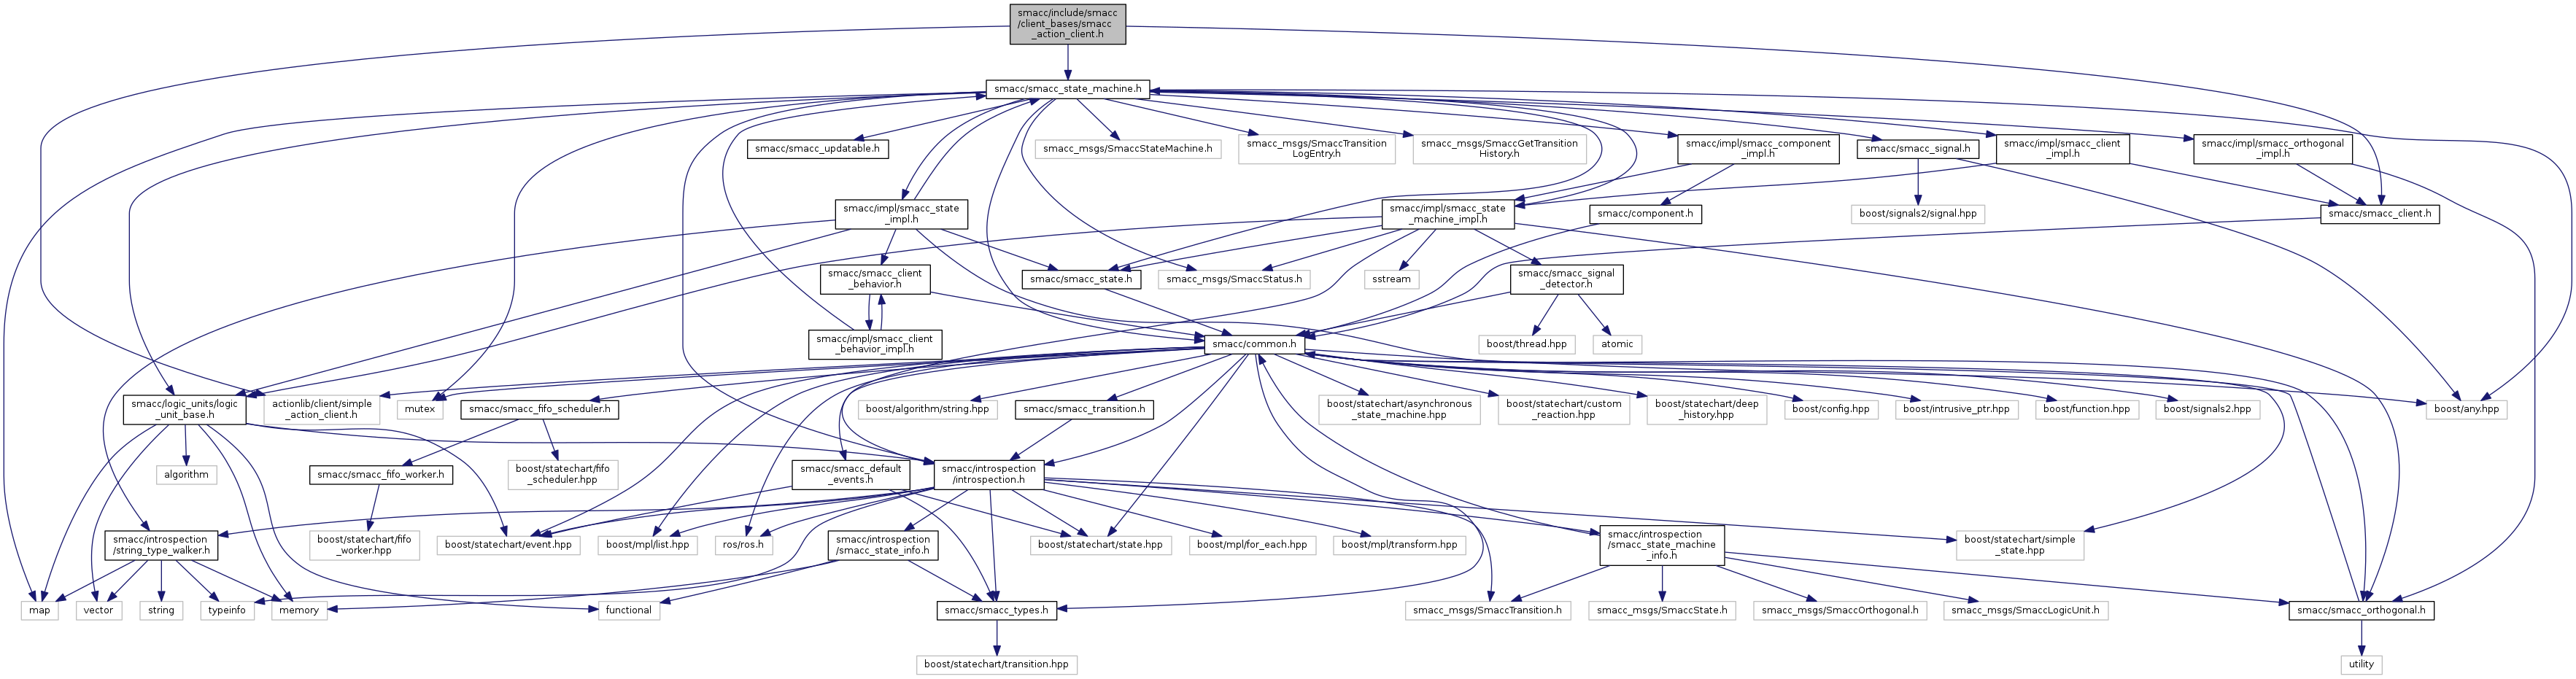 smacc/include/smacc
/client_bases/smacc
_action_client.h
smacc/smacc_state_machine.h
smacc/smacc_updatable.h
smacc_msgs/SmaccStateMachine.h
smacc_msgs/SmaccTransition
LogEntry.h
smacc_msgs/SmaccGetTransition
History.h
smacc/impl/smacc_component
_impl.h
smacc/smacc_signal.h
smacc/impl/smacc_client
_impl.h
smacc/impl/smacc_orthogonal
_impl.h
smacc/impl/smacc_state
_impl.h
smacc/impl/smacc_state
_machine_impl.h
smacc/component.h
boost/signals2/signal.hpp
smacc/smacc_client.h
smacc/smacc_client
_behavior.h
smacc/smacc_state.h
smacc_msgs/SmaccStatus.h
sstream
smacc/smacc_signal
_detector.h
smacc/impl/smacc_client
_behavior_impl.h
smacc/common.h
boost/thread.hpp
atomic
smacc/logic_units/logic
_unit_base.h
actionlib/client/simple
_action_client.h
mutex
smacc/smacc_fifo_scheduler.h
boost/algorithm/string.hpp
smacc/smacc_transition.h
boost/statechart/asynchronous
_state_machine.hpp
boost/statechart/custom
_reaction.hpp
boost/statechart/deep
_history.hpp
boost/config.hpp
boost/intrusive_ptr.hpp
boost/function.hpp
boost/signals2.hpp
boost/any.hpp
algorithm
smacc/smacc_fifo_worker.h
boost/statechart/fifo
_scheduler.hpp
smacc/smacc_default
_events.h
smacc/introspection
/introspection.h
smacc/introspection
/string_type_walker.h
boost/statechart/fifo
_worker.hpp
boost/statechart/event.hpp
boost/mpl/list.hpp
ros/ros.h
smacc/introspection
/smacc_state_info.h
boost/statechart/state.hpp
boost/mpl/for_each.hpp
boost/mpl/transform.hpp
smacc/introspection
/smacc_state_machine
_info.h
boost/statechart/simple
_state.hpp
map
vector
string
typeinfo
memory
functional
smacc/smacc_types.h
smacc_msgs/SmaccTransition.h
smacc_msgs/SmaccState.h
smacc_msgs/SmaccOrthogonal.h
smacc_msgs/SmaccLogicUnit.h
smacc/smacc_orthogonal.h
boost/statechart/transition.hpp
utility